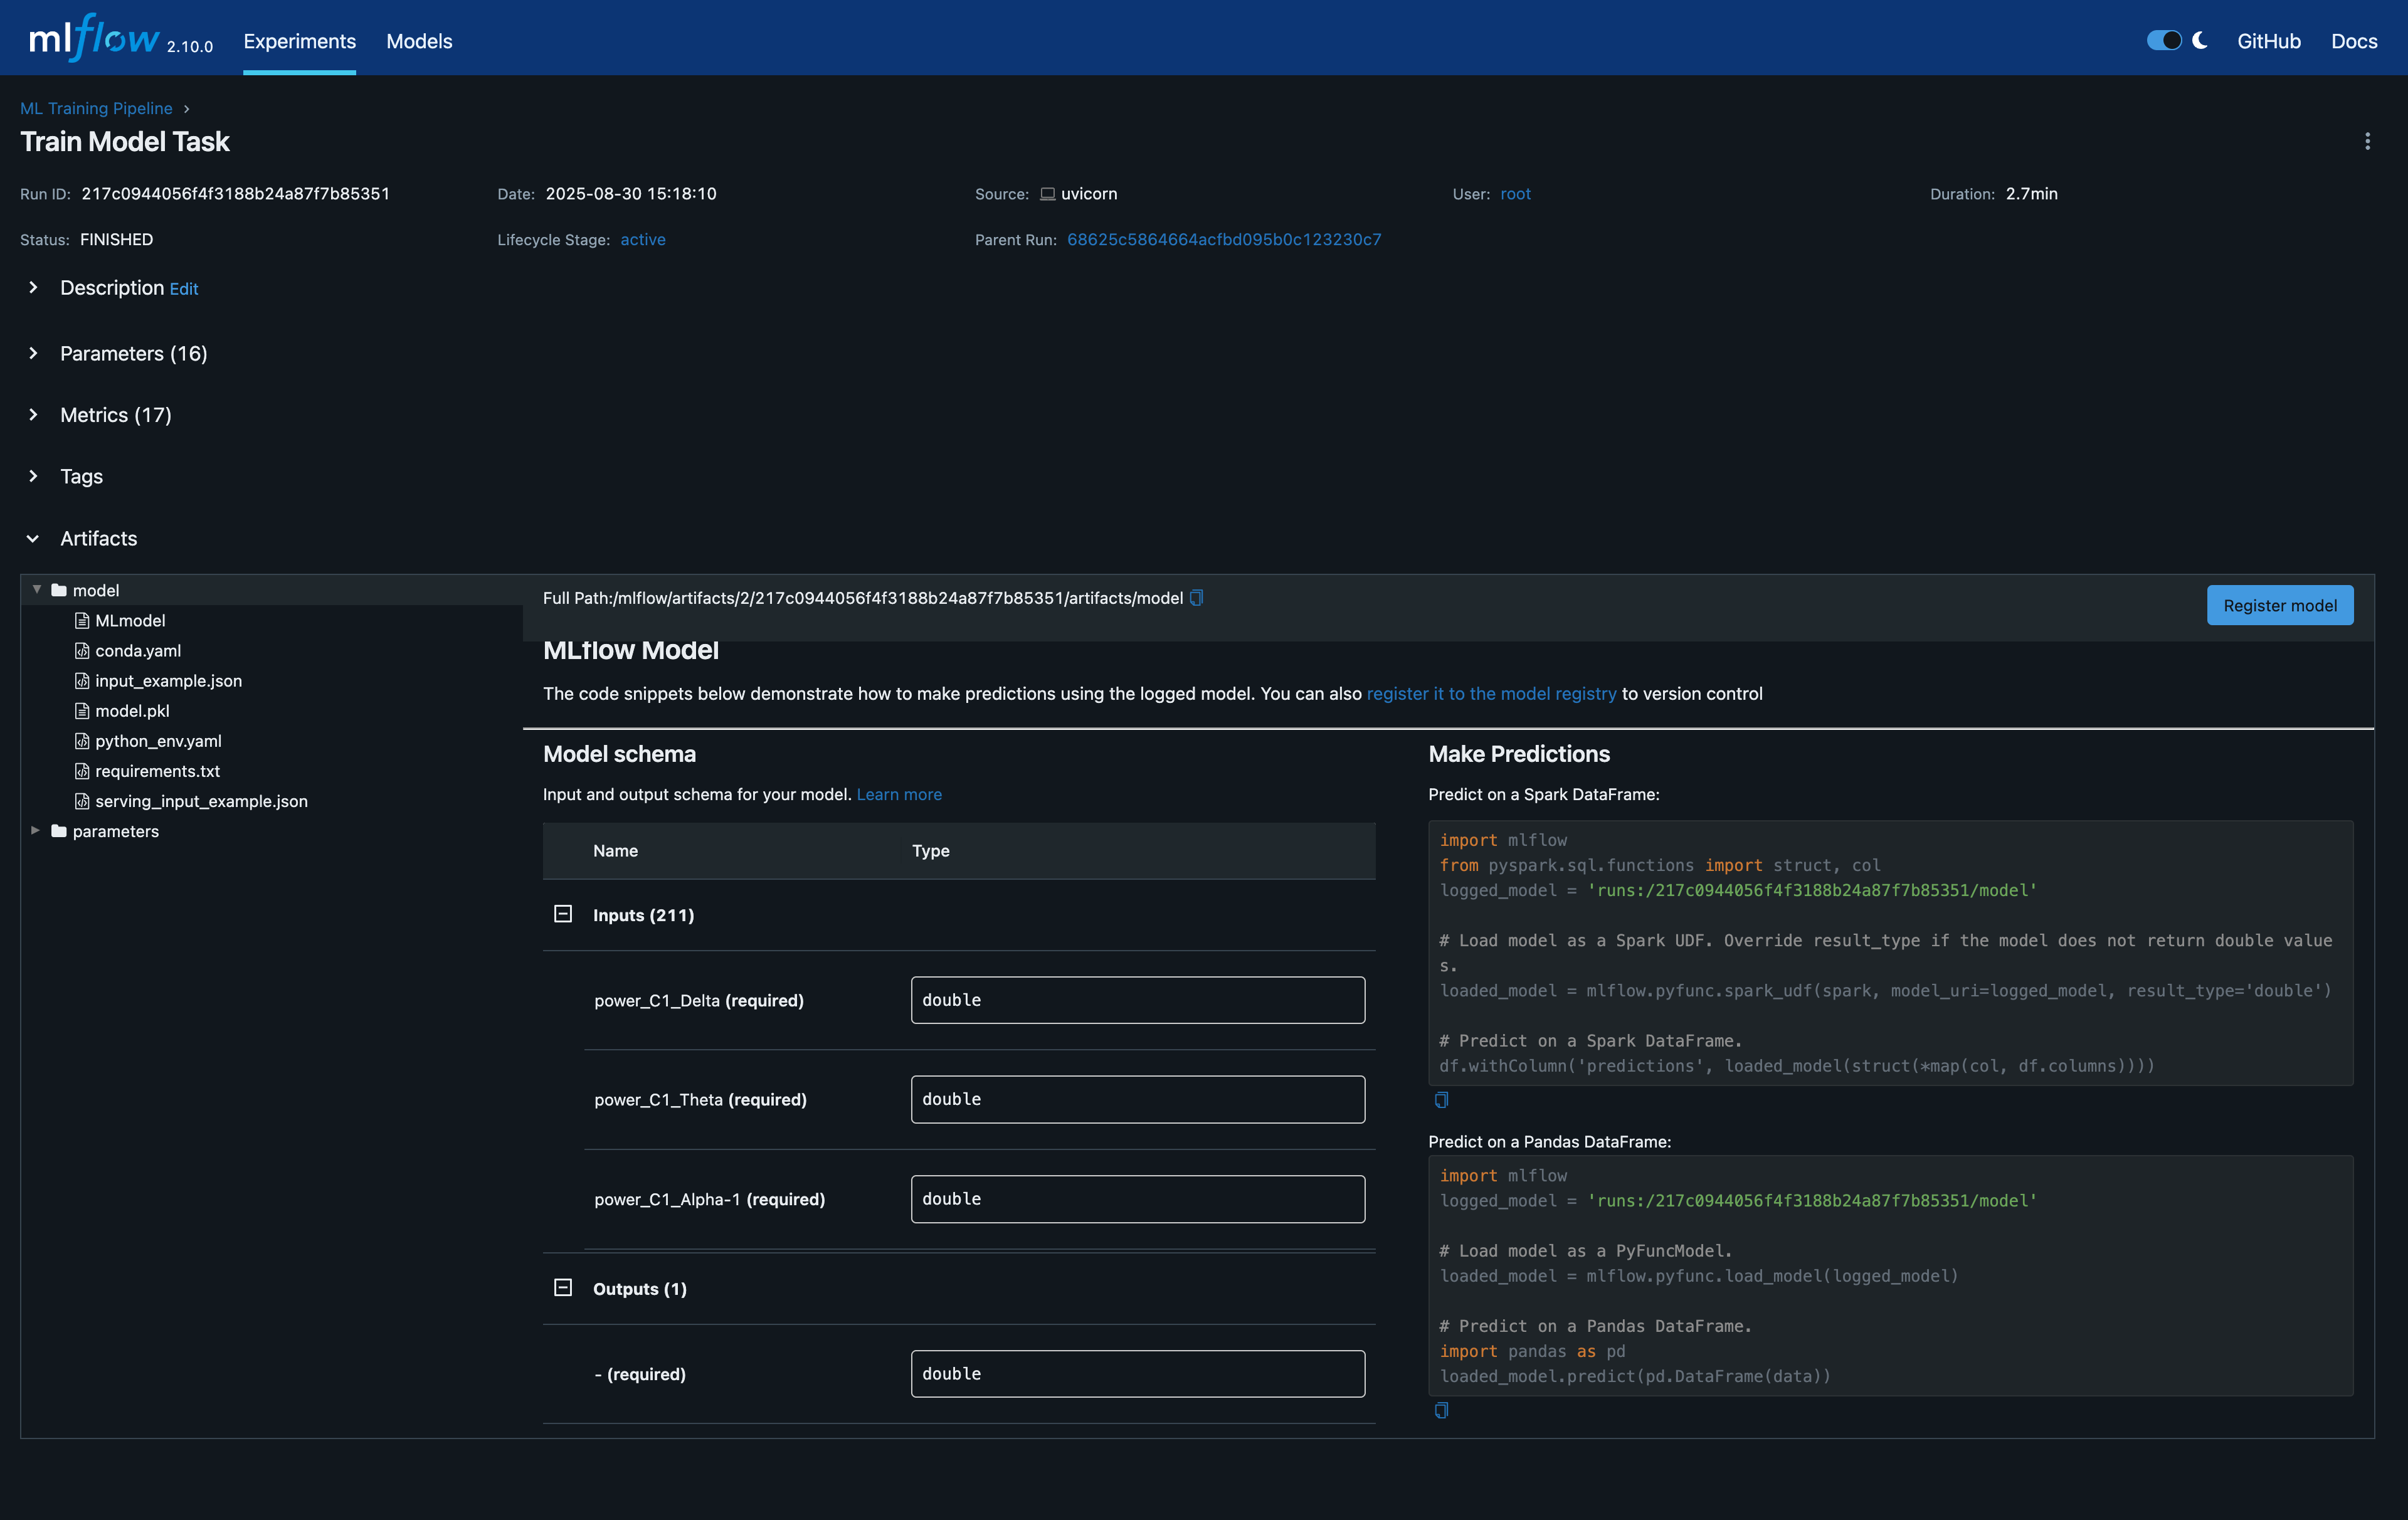 mlflow 2.10.0 Experiments Models GitHub Docs
ML Training Pipeline
Train Model Task
Run ID: 217c0944056f4f3188b24a87f7b85351 Date: 2025-08-30 15:18:10 Source: uvicorn User: root Duration: 2.7min
Status: FINISHED Lifecycle Stage: active Parent Run: 68625c5864664acfbd095b0c123230c7
Description Edit
Parameters (16)
Metrics (17)
Tags
Artifacts
model
MLmodel
conda.yaml
input_example.json
model.pkl
python_env.yaml
requirements.txt
serving_input_example.json
parameters
Full Path:/mlflow/artifacts/2/217c0944056f4f3188b24a87f7b85351/artifacts/model
Register model
MLflow Model
The code snippets below demonstrate how to make predictions using the logged model. You can also register it to the model registry to version control
Model schema
Input and output schema for your model. Learn more
Name Type
Inputs (211)
power_C1_Delta (required) double
power_C1_Theta (required) double
power_C1_Alpha-1 (required) double
Outputs (1)
- (required) double
Make Predictions
Predict on a Spark DataFrame:
import mlflow
from pyspark.sql.functions import struct, col
logged_model = 'runs:/217c0944056f4f3188b24a87f7b85351/model'
# Load model as a Spark UDF. Override result_type if the model does not return double value
s.
loaded_model = mlflow.pyfunc.spark_udf(spark, model_uri=logged_model, result_type='double')
# Predict on a Spark DataFrame.
df.withColumn('predictions', loaded_model(struct(*map(col, df.columns))))
Predict on a Pandas DataFrame:
import mlflow
logged_model = 'runs:/217c0944056f4f3188b24a87f7b85351/model'
# Load model as a PyFuncModel.
loaded_model = mlflow.pyfunc.load_model(logged_model)
# Predict on a Pandas DataFrame.
import pandas as pd
loaded_model.predict(pd.DataFrame(data))